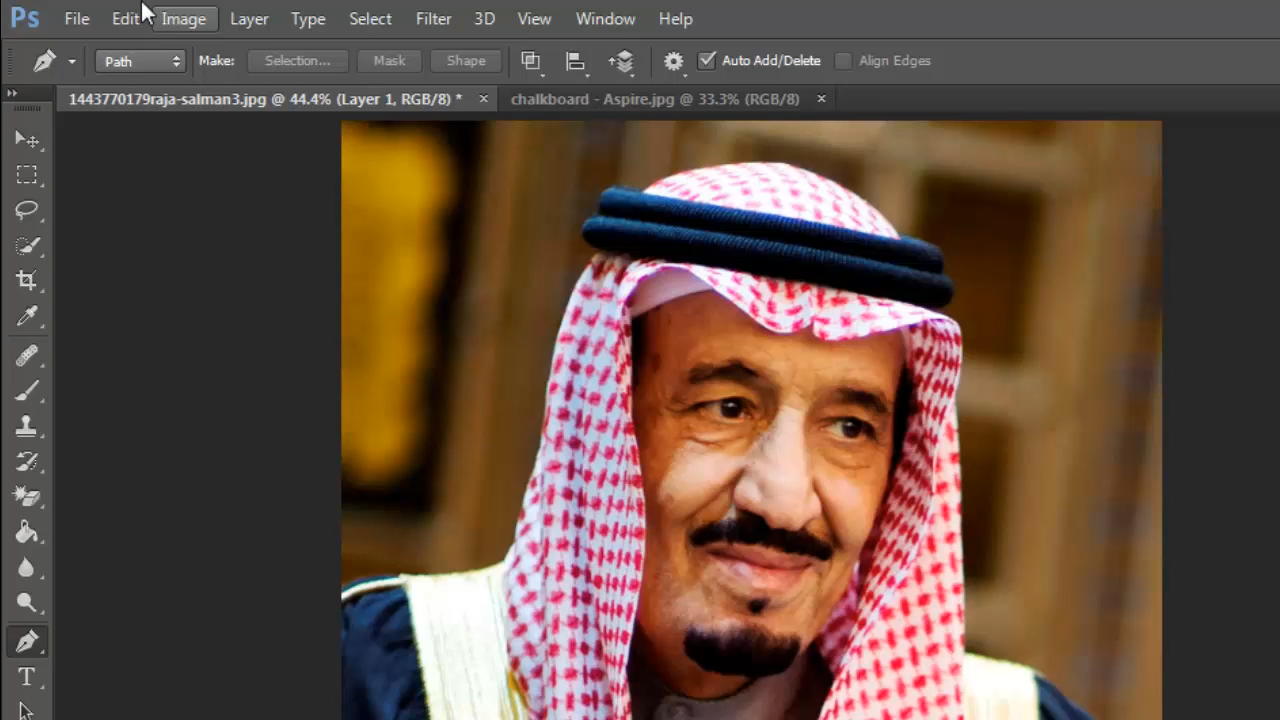 Ps File Edit Image Layer Type Select Filter 3D View Window Help
Path Make: Selection... Mask Shape Auto Add/Delete Align Edges
1443770179raja-salman3.jpg @ 44.4% (Layer 1, RGB/8) * × chalkboard - Aspire.jpg @ 33.3% (RGB/8) ×
T